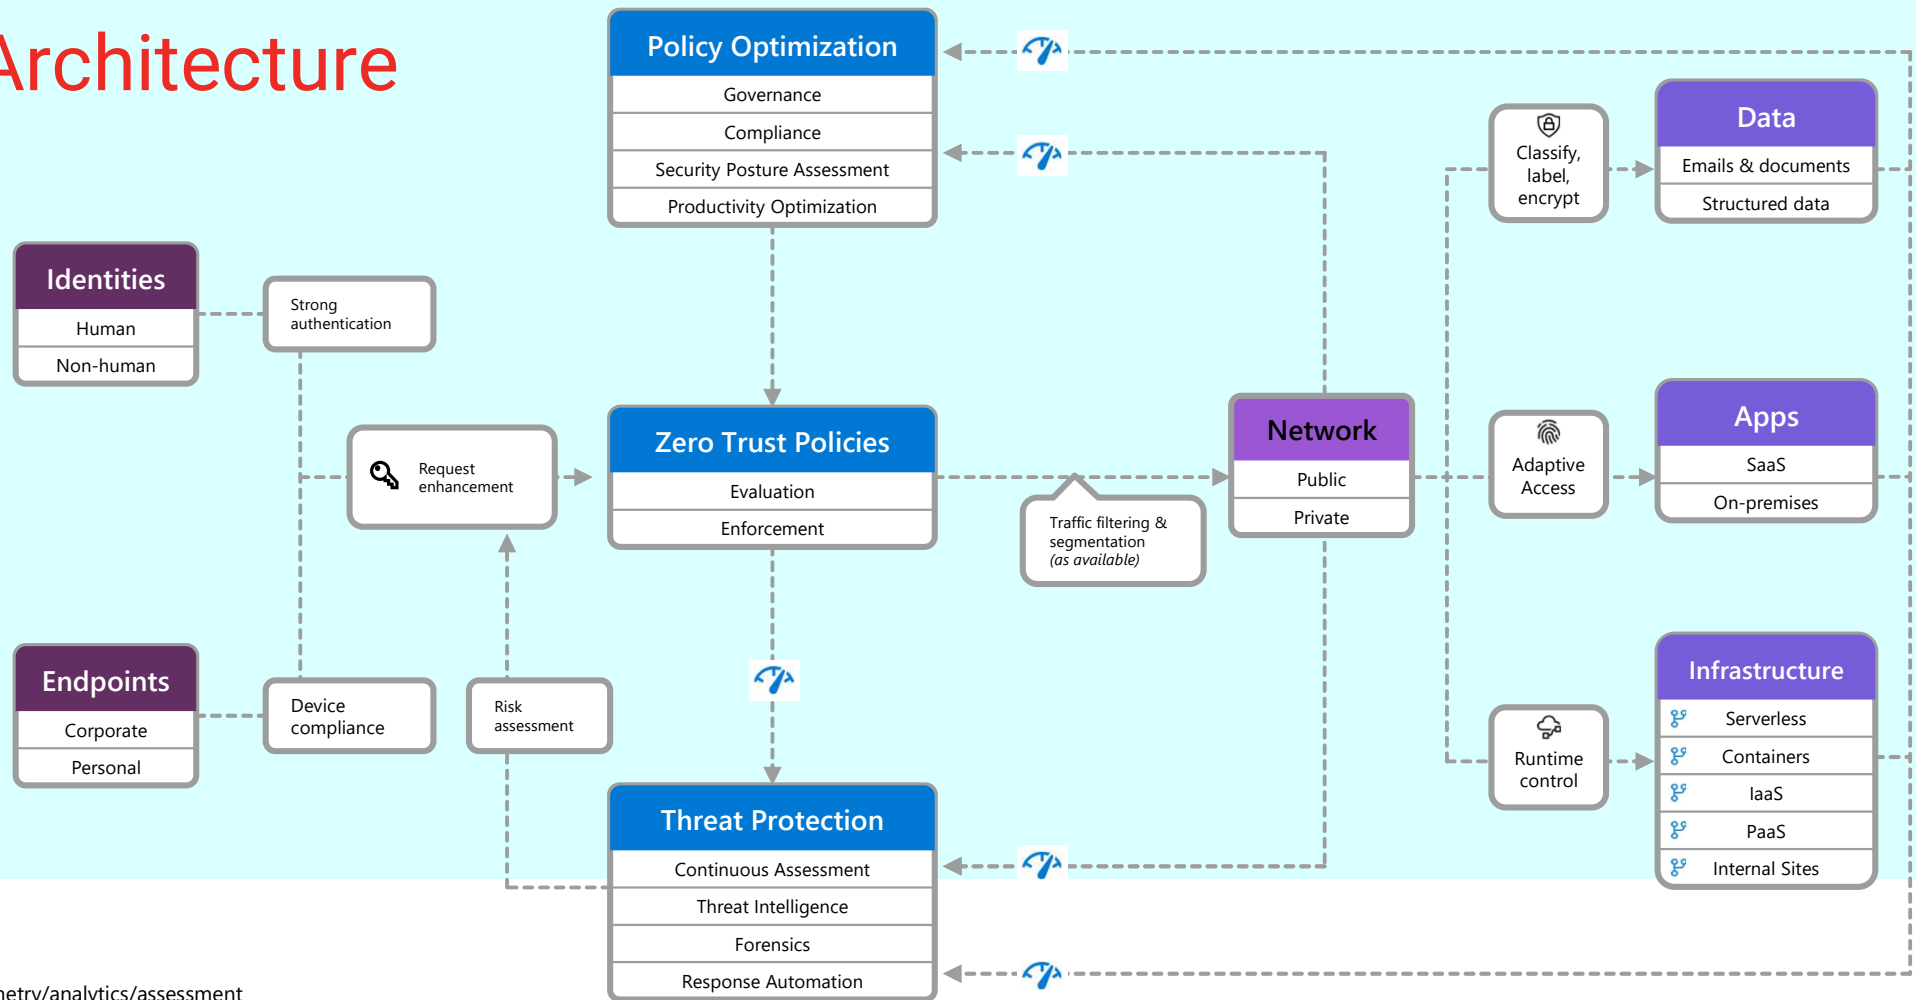 Architecture
Policy Optimization
Governance
Compliance
Security Posture Assessment
Productivity Optimization
Identities
Human
Non-human
Strong
authentication
Request
enhancement
Zero Trust Policies
Evaluation
Enforcement
Traffic filtering &
segmentation
(as available)
Network
Public
Private
Classify,
label,
encrypt
Data
Emails & documents
Structured data
Adaptive
Access
Apps
SaaS
On-premises
Endpoints
Corporate
Personal
Device
compliance
Risk
assessment
Runtime
control
Infrastructure
Serverless
Containers
IaaS
PaaS
Internal Sites
Threat Protection
Continuous Assessment
Threat Intelligence
Forensics
Response Automation
metry/analytics/assessment